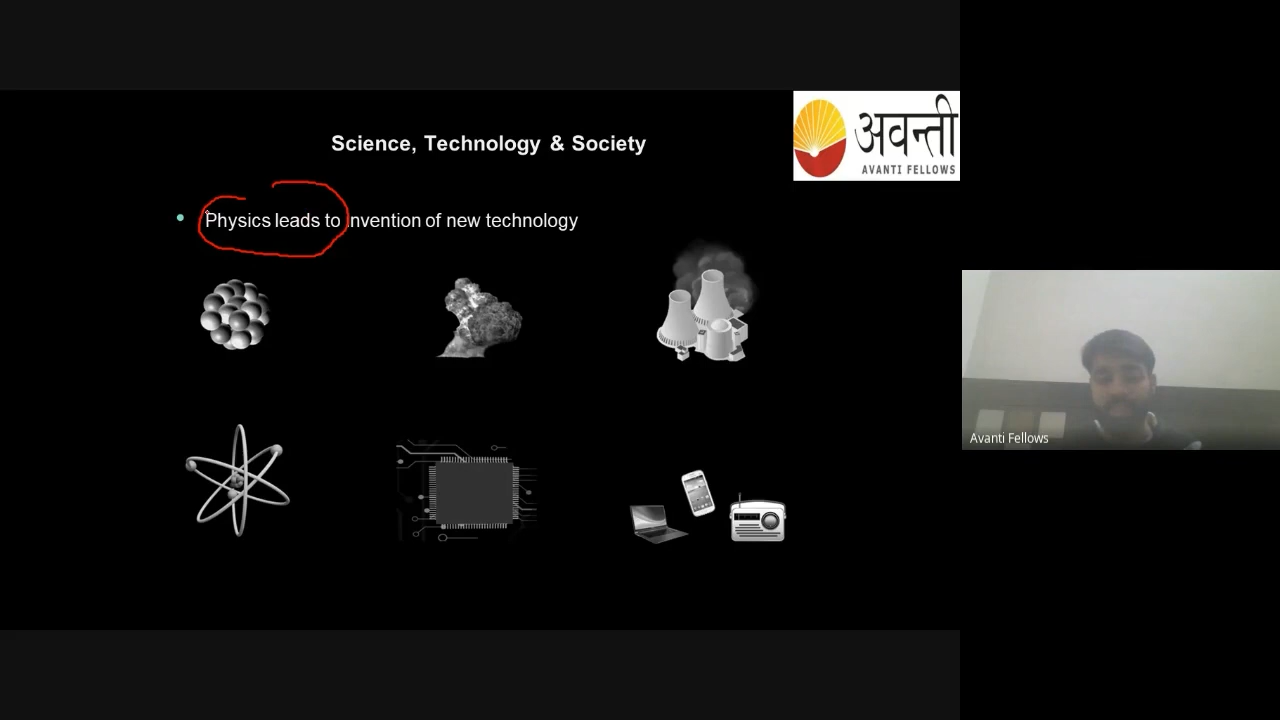 Science, Technology & Society
अवन्ती
AVANTI FELLOWS
Physics leads to invention of new technology
Avanti Fellows